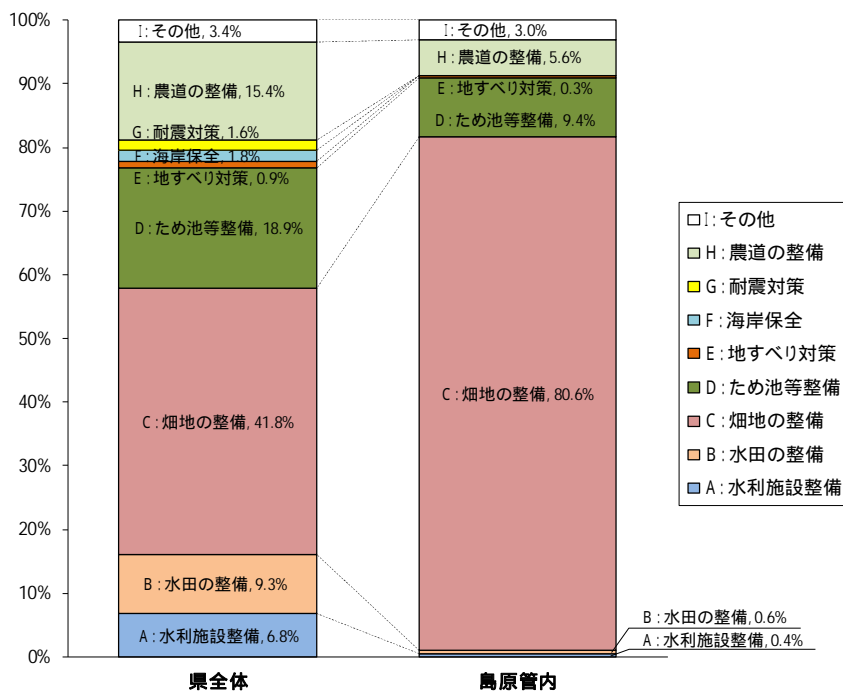 100%
90%
80%
70%
60%
50%
40%
30%
20%
10%
0%
I:その他, 3.4%
H:農道の整備, 15.4%
G:耐震対策, 1.6%
F:海岸保全, 1.8%
E:地すべり対策, 0.9%
D:ため池等整備, 18.9%
C:畑地の整備, 41.8%
B:水田の整備, 9.3%
A:水利施設整備, 6.8%
県全体
I:その他, 3.0%
H:農道の整備, 5.6%
E:地すべり対策, 0.3%
D:ため池等整備, 9.4%
C:畑地の整備, 80.6%
B:水田の整備, 0.6%
A:水利施設整備, 0.4%
島原管内
I:その他
H:農道の整備
G:耐震対策
F:海岸保全
E:地すべり対策
D:ため池等整備
C:畑地の整備
B:水田の整備
A:水利施設整備